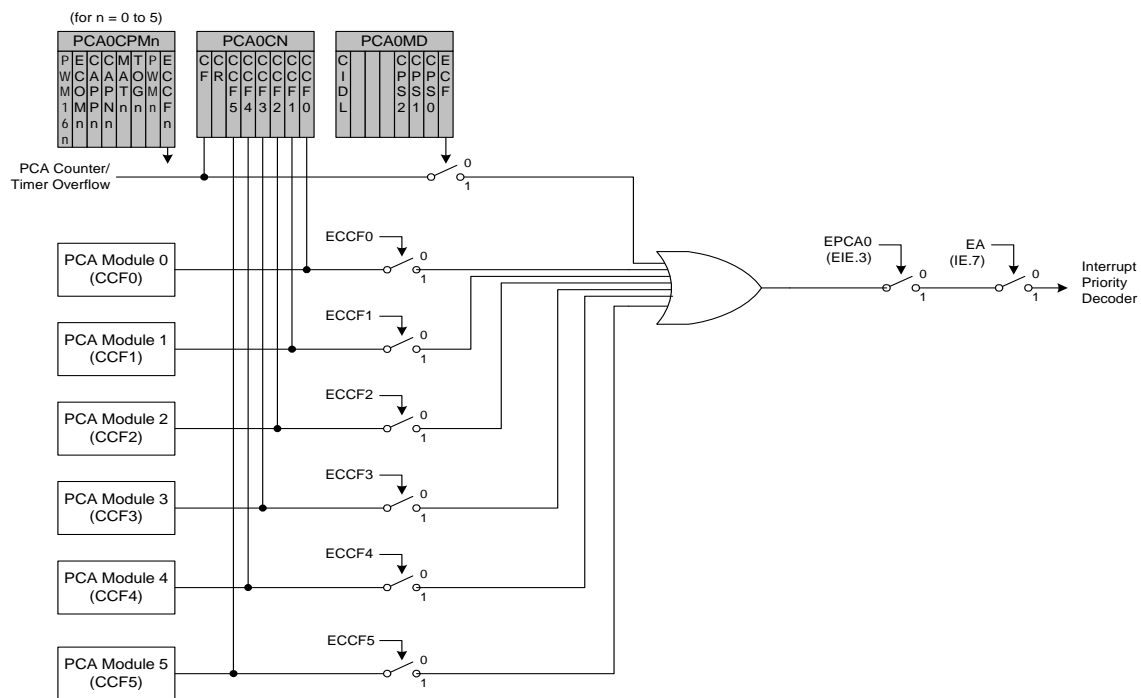 (for n = 0 to 5)
PCA0CPMn
PWM16n
ECOMn
CAPPn
CAPNn
MATn
TOGn
PWMn
ECCFn
PCA0CN
CF
CR
CCF5
CCF4
CCF3
CCF2
CCF1
CCF0
PCA0MD
CIDL
CPS2
CPS1
CPS0
ECF
PCA Counter/
Timer Overflow
0
1
PCA Module 0
(CCF0)
ECCF0
0
1
PCA Module 1
(CCF1)
ECCF1
0
1
PCA Module 2
(CCF2)
ECCF2
0
1
PCA Module 3
(CCF3)
ECCF3
0
1
PCA Module 4
(CCF4)
ECCF4
0
1
PCA Module 5
(CCF5)
ECCF5
0
1
EPCA0
(EIE.3)
0
1
EA
(IE.7)
0
1
Interrupt
Priority
Decoder